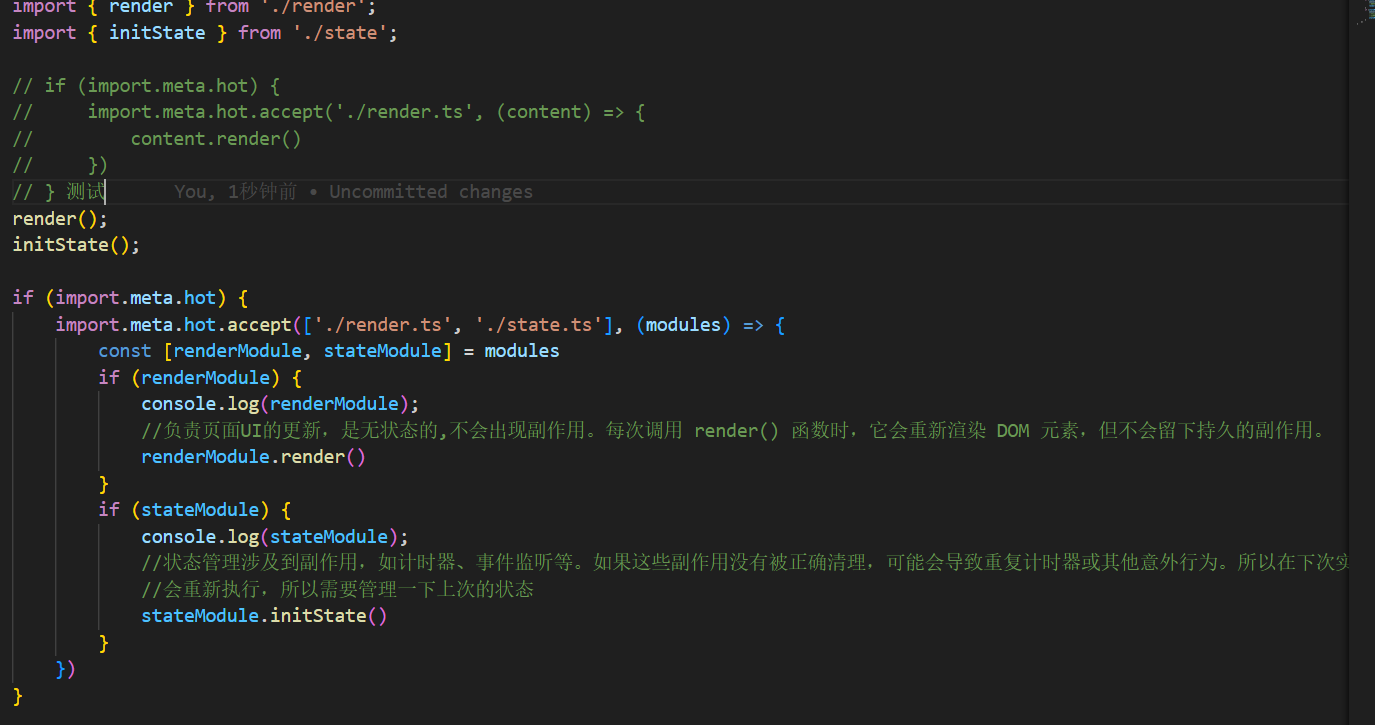 import { render } from './render';
import { initState } from './state';
// if (import.meta.hot) {
//     import.meta.hot.accept('./render.ts', (content) => {
//         content.render()
//     })
// } 测试 You, 1秒钟前 • Uncommitted changes
render();
initState();
if (import.meta.hot) {
    import.meta.hot.accept(['./render.ts', './state.ts'], (modules) => {
        const [renderModule, stateModule] = modules
        if (renderModule) {
            console.log(renderModule);
            //负责页面UI的更新，是无状态的,不会出现副作用。每次调用 render() 函数时，它会重新渲染 DOM 元素，但不会留下持久的副作用。
            renderModule.render()
        }
        if (stateModule) {
            console.log(stateModule);
            //状态管理涉及到副作用，如计时器、事件监听等。如果这些副作用没有被正确清理，可能会导致重复计时器或其他意外行为。所以在下次实
            //会重新执行，所以需要管理一下上次的状态
            stateModule.initState()
        }
    })
}